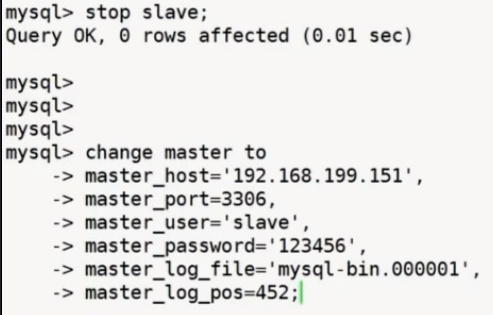 mysql> stop slave;
Query OK, 0 rows affected (0.01 sec)
mysql>
mysql>
mysql>
mysql> change master to
    -> master_host='192.168.199.151',
    -> master_port=3306,
    -> master_user='slave',
    -> master_password='123456',
    -> master_log_file='mysql-bin.000001',
    -> master_log_pos=452;